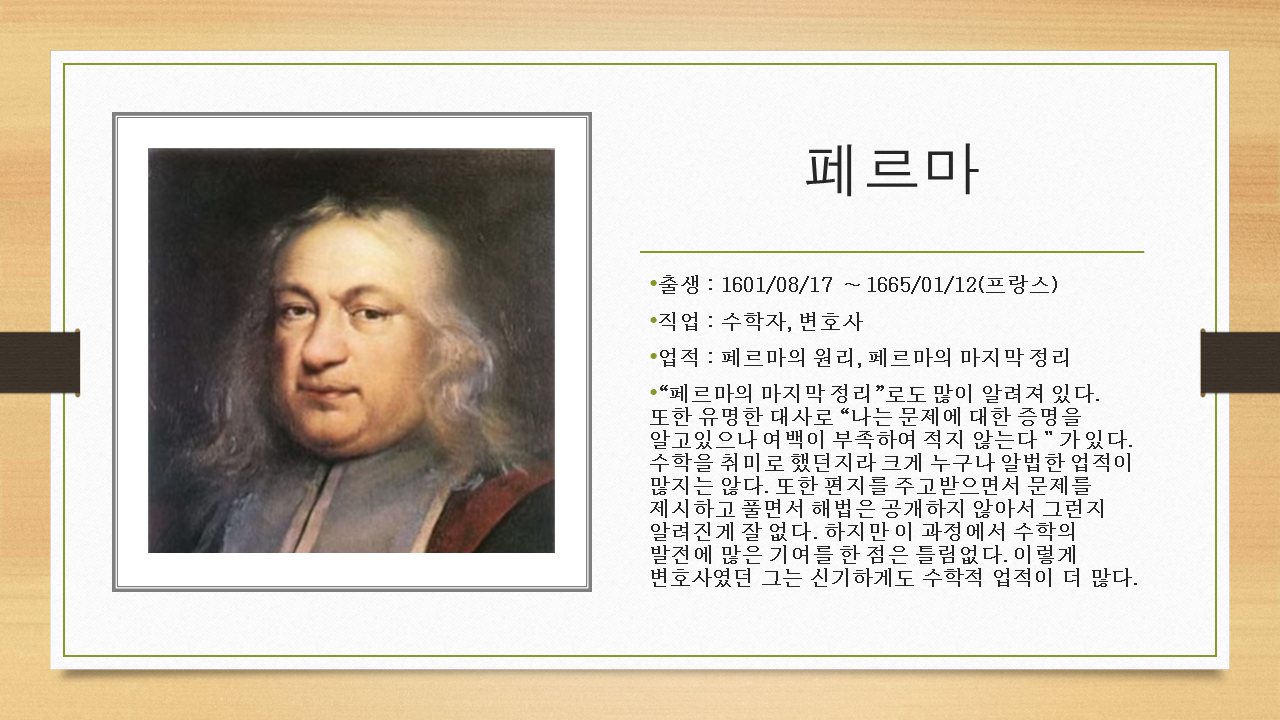 페르마
•출생 : 1601/08/17 ~ 1665/01/12(프랑스)
•직업 : 수학자, 변호사
•업적 : 페르마의 원리, 페르마의 마지막 정리
•“페르마의 마지막 정리”로도 많이 알려져 있다.
또한 유명한 대사로 “나는 문제에 대한 증명을
알고있으나 여백이 부족하여 적지 않는다 ” 가 있다.
수학을 취미로 했던지라 크게 누구나 알법한 업적이
많지는 않다. 또한 편지를 주고받으면서 문제를
제시하고 풀면서 해법은 공개하지 않아서 그런지
알려진게 잘 없다. 하지만 이 과정에서 수학의
발전에 많은 기여를 한 점은 틀림없다. 이렇게
변호사였던 그는 신기하게도 수학적 업적이 더 많다.